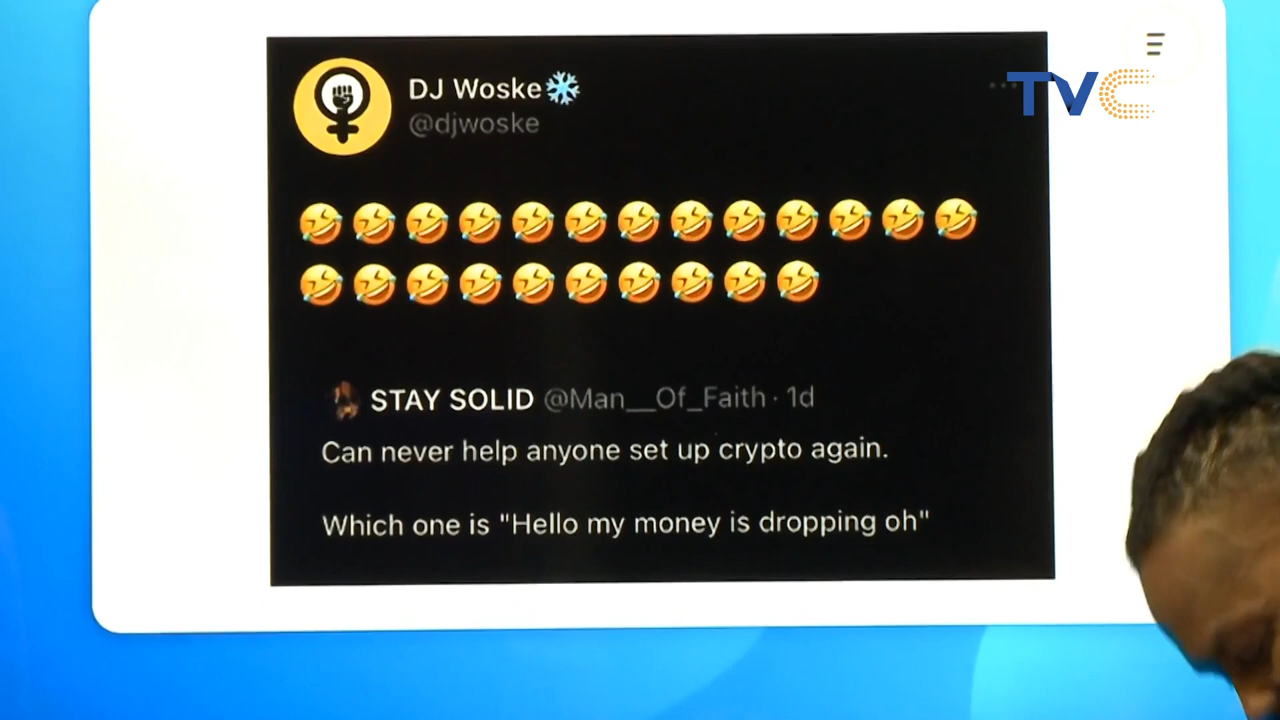 TVC
DJ Woske❄️
@djwoske
🤣🤣🤣🤣🤣🤣🤣🤣🤣🤣🤣🤣🤣
🤣🤣🤣🤣🤣🤣🤣🤣🤣🤣
STAY SOLID @Man__Of_Faith · 1d
Can never help anyone set up crypto again.
Which one is "Hello my money is dropping oh"